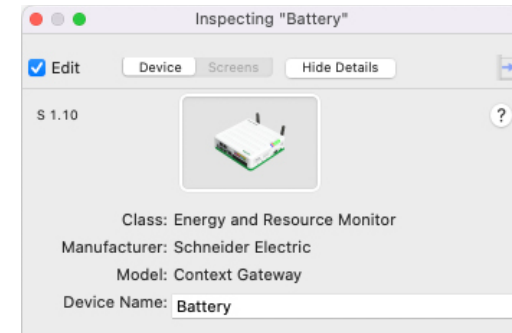 Inspecting "Battery"
Edit Device Screens Hide Details
S 1.10 ?
Class: Energy and Resource Monitor
Manufacturer: Schneider Electric
Model: Context Gateway
Device Name: Battery